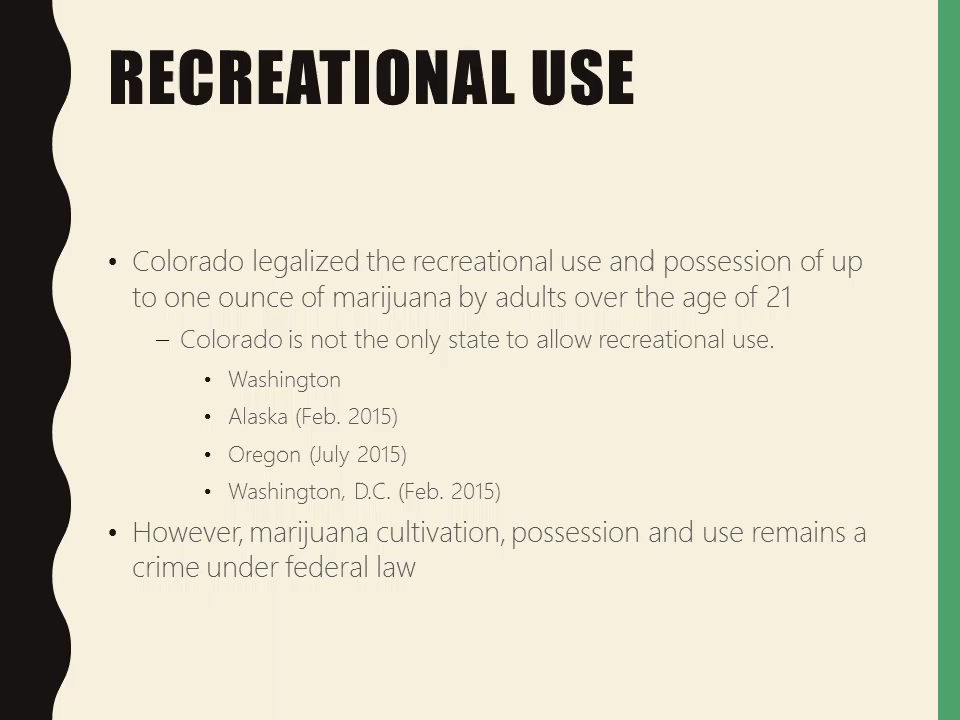 RECREATIONAL USE
• Colorado legalized the recreational use and possession of up
to one ounce of marijuana by adults over the age of 21
– Colorado is not the only state to allow recreational use.
• Washington
• Alaska (Feb. 2015)
• Oregon (July 2015)
• Washington, D.C. (Feb. 2015)
• However, marijuana cultivation, possession and use remains a
crime under federal law